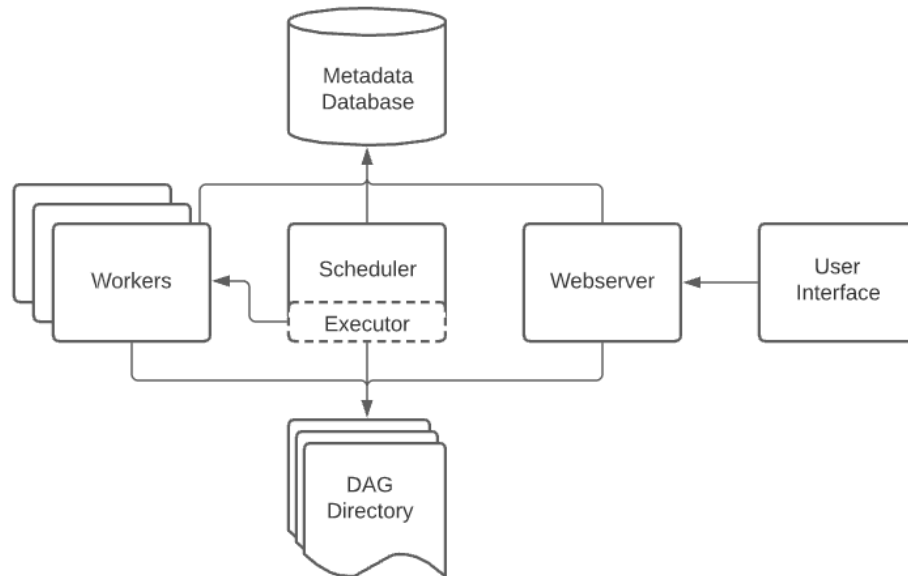 Metadata
Database
Workers
Scheduler
Executor
Webserver
User
Interface
DAG
Directory